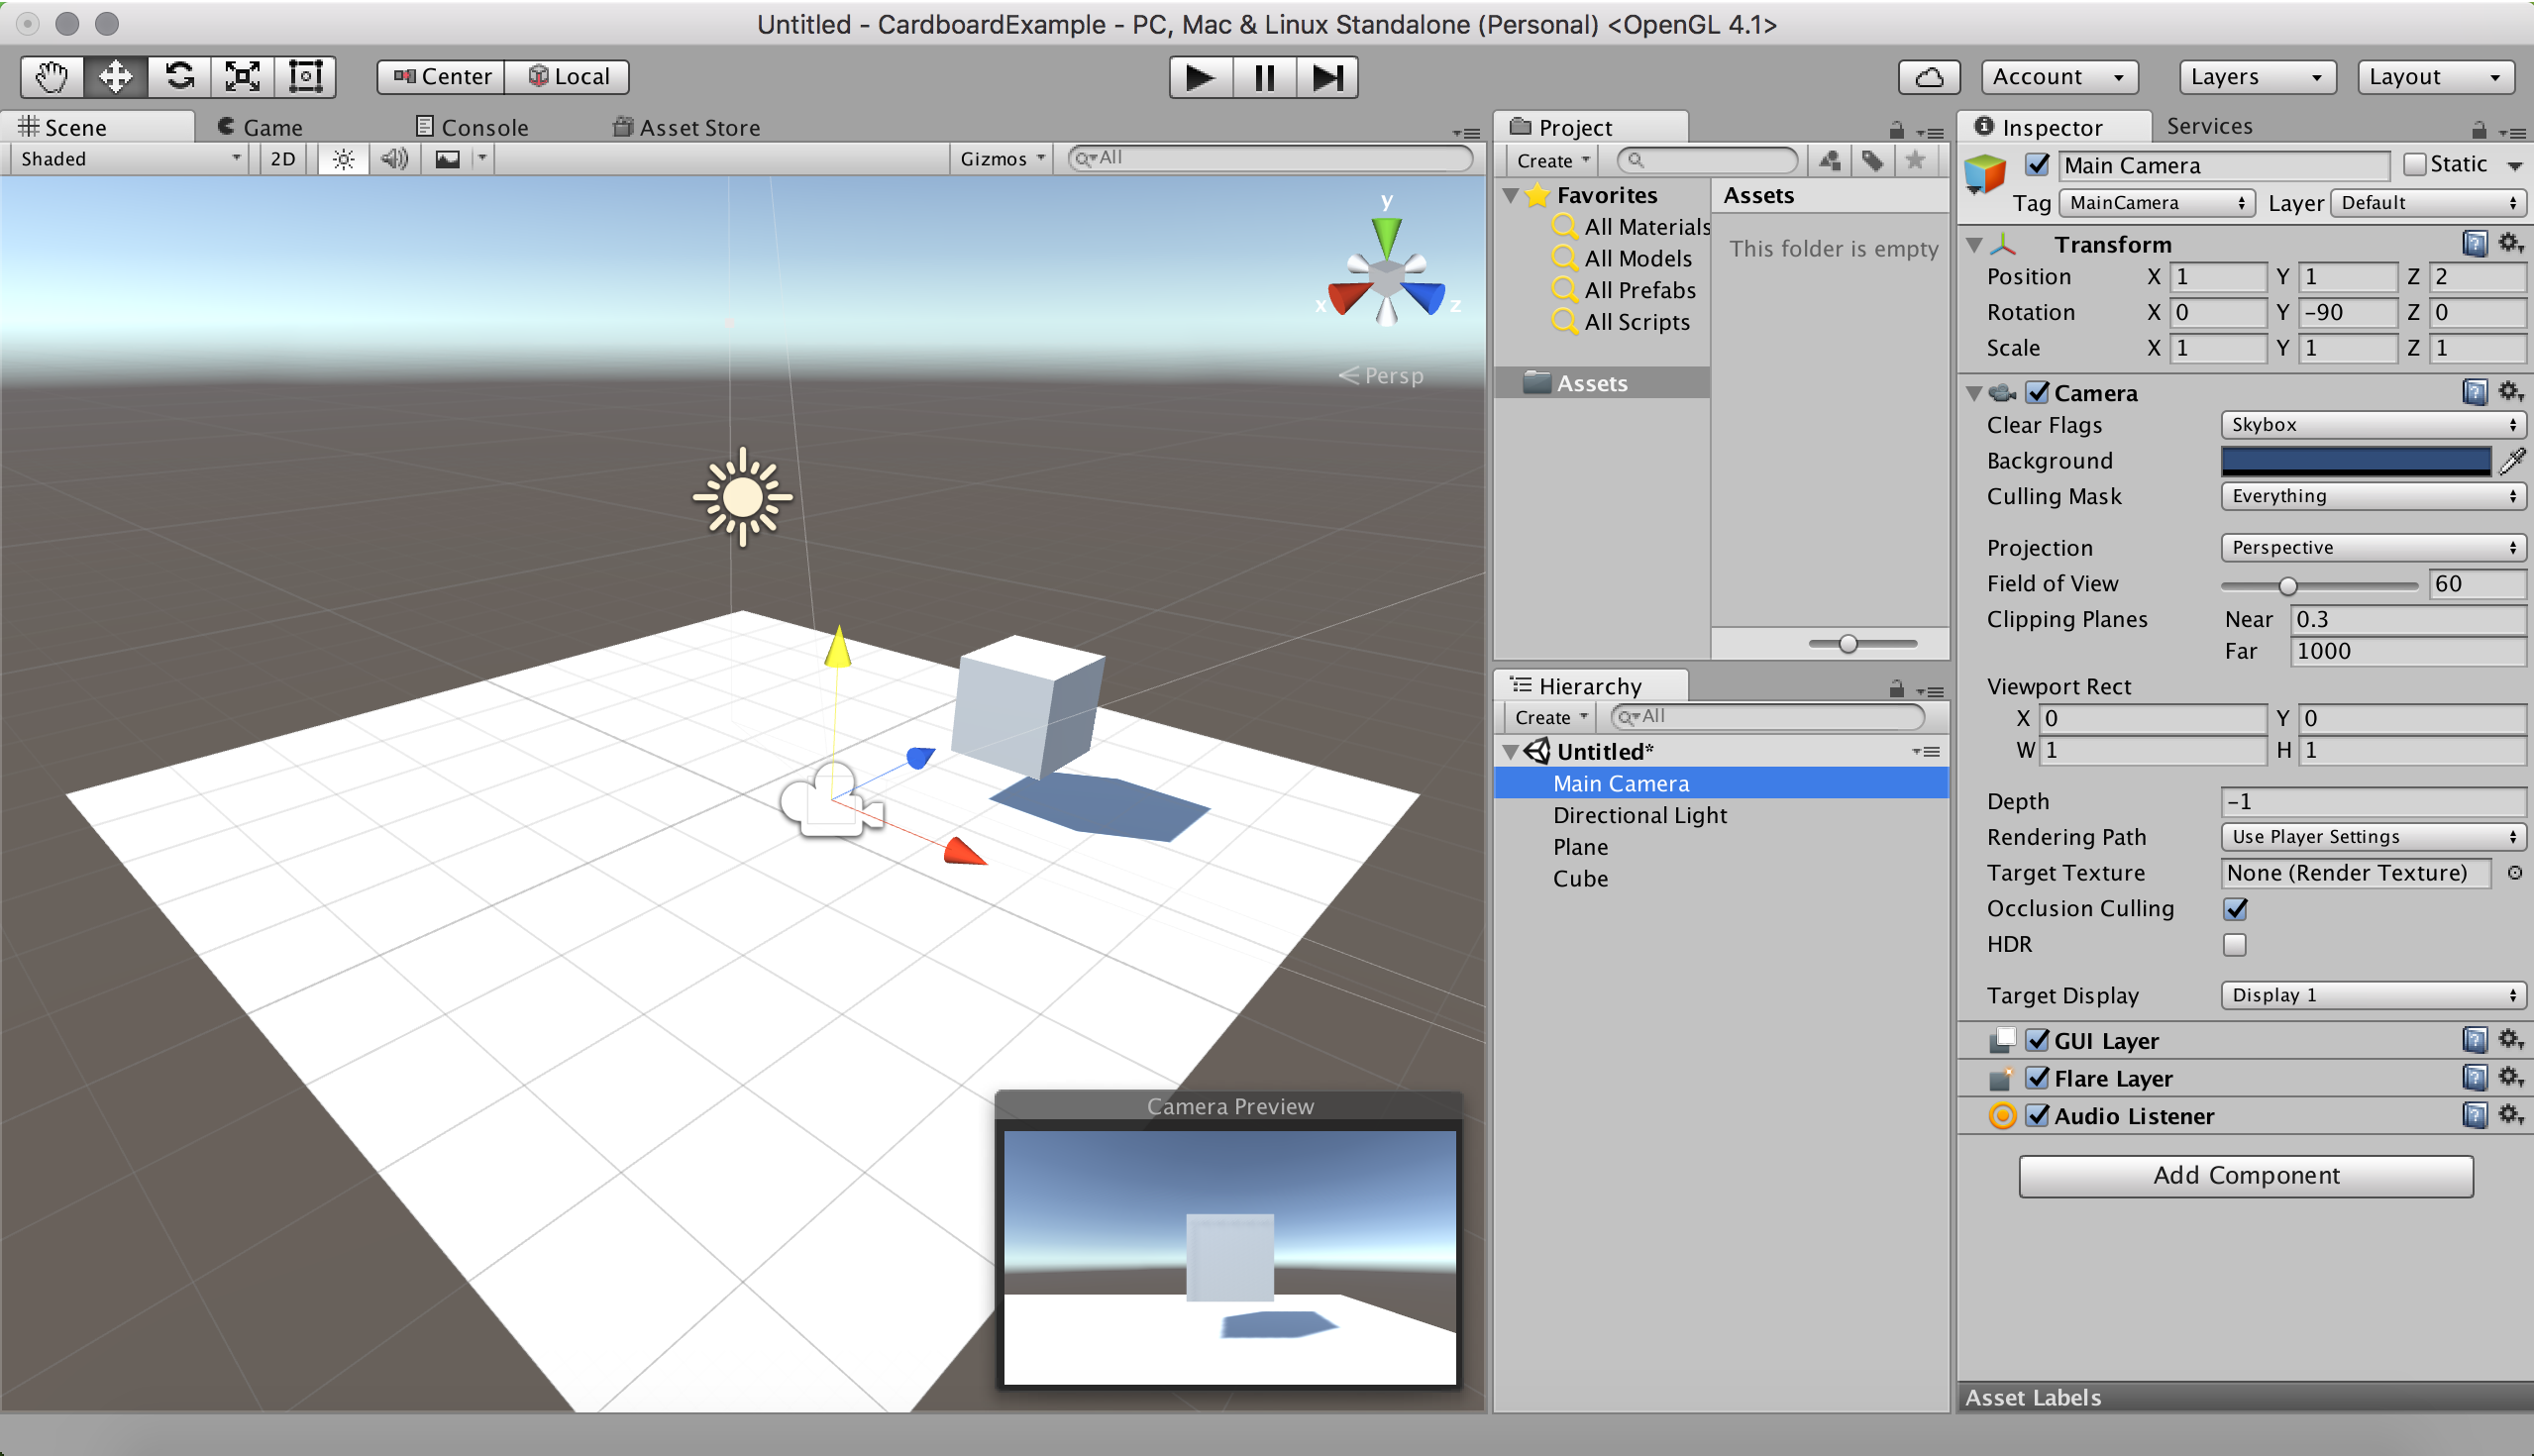 Untitled - CardboardExample - PC, Mac & Linux Standalone (Personal) <OpenGL 4.1>
Center Local
Account Layers Layout
Scene Game Console Asset Store
Shaded 2D Gizmos All
y
x z
Persp
Camera Preview
Project
Create
Favorites
All Materials
All Models
All Prefabs
All Scripts
Assets
Assets
This folder is empty
Hierarchy
Create All
Untitled*
Main Camera
Directional Light
Plane
Cube
Inspector Services
Main Camera Static
Tag MainCamera Layer Default
Transform
Position X 1 Y 1 Z 2
Rotation X 0 Y -90 Z 0
Scale X 1 Y 1 Z 1
Camera
Clear Flags Skybox
Background
Culling Mask Everything
Projection Perspective
Field of View 60
Clipping Planes Near 0.3
Far 1000
Viewport Rect
X 0 Y 0
W 1 H 1
Depth -1
Rendering Path Use Player Settings
Target Texture None (Render Texture)
Occlusion Culling
HDR
Target Display Display 1
GUI Layer
Flare Layer
Audio Listener
Add Component
Asset Labels